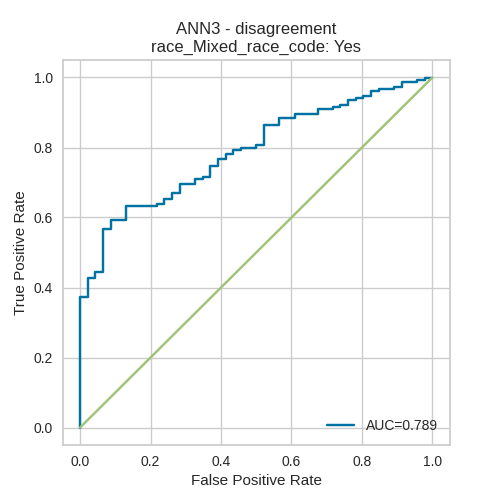 ANN3 - disagreement
race_Mixed_race_code: Yes
True Positive Rate
1.0
0.8
0.6
0.4
0.2
0.0
AUC=0.789
0.0 0.2 0.4 0.6 0.8 1.0
False Positive Rate